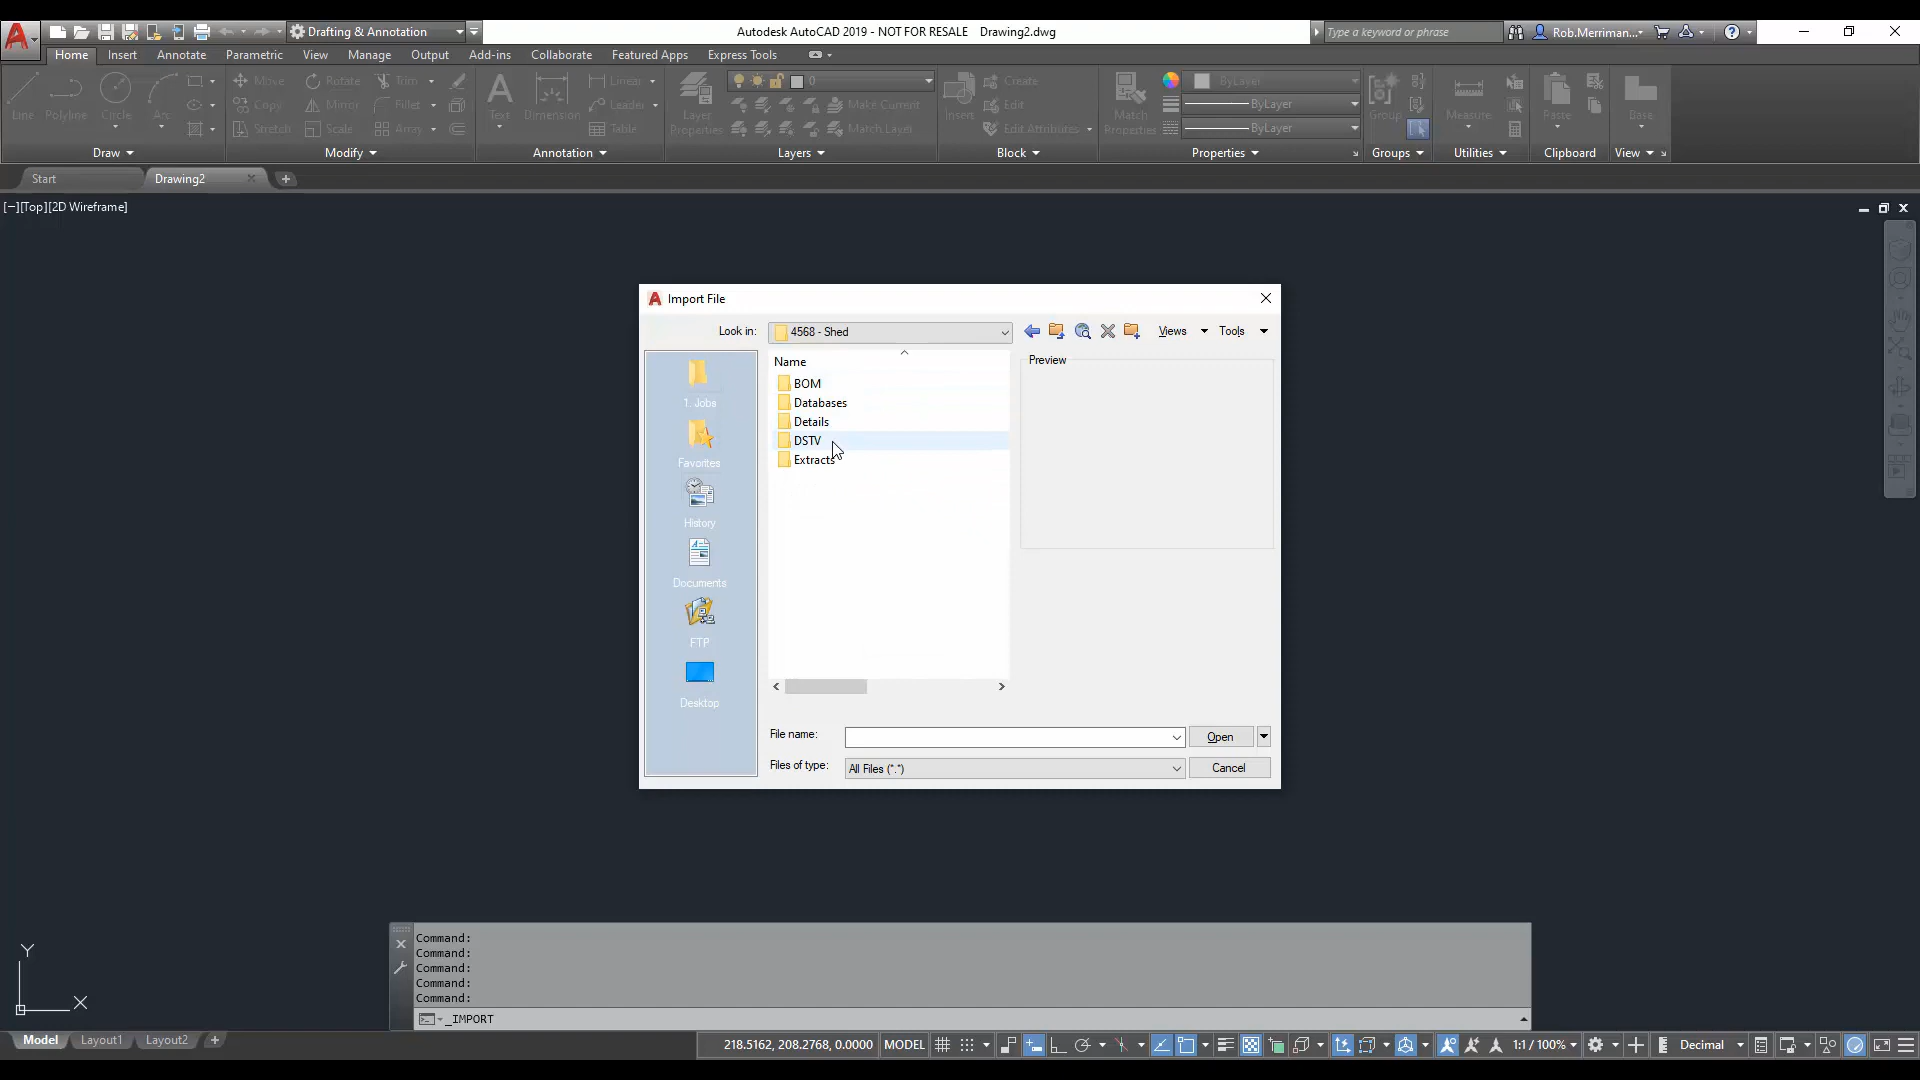 Drafting & Annotation
Autodesk AutoCAD 2019 - NOT FOR RESALE Drawing2.dwg
Type a keyword or phrase
Rob.Merriman...
Home Insert Annotate Parametric View Manage Output Add-ins Collaborate Featured Apps Express Tools
Line Polyline Circle Arc
Move Rotate Trim
Copy Mirror Fillet
Stretch Scale Array
Text Dimension
Linear
Leader
Table
Layer
Properties
0
Make Current
Match Layer
Insert
Create
Edit
Edit Attributes
Match
Properties
ByLayer
ByLayer
ByLayer
Group
Measure
Paste
Base
Draw Modify Annotation Layers Block Properties Groups Utilities Clipboard View
Start Drawing2
[−][Top][2D Wireframe]
Import File
Look in: 4568 - Shed
Views Tools
Name
BOM
Databases
Details
DSTV
Extracts
Preview
1. Jobs
Favorites
History
Documents
FTP
Desktop
File name:
Open
Files of type: All Files (*.*)
Cancel
Y
X
Command:
Command:
Command:
Command:
Command:
_IMPORT
Model Layout1 Layout2
218.5162, 208.2768, 0.0000 MODEL
1:1 / 100%
Decimal